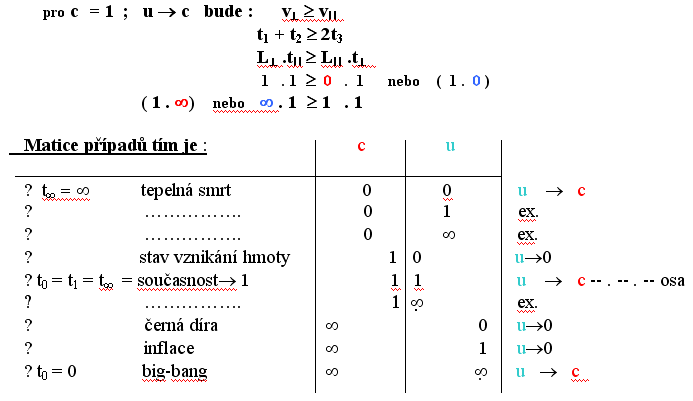 pro c = 1 ; u → c bude : v⊥ ≥ vII
t1 + t2 ≥ 2t3
L⊥ .tII ≥ LII .t⊥
1 . 1 ≥ 0 . 1 nebo ( 1 . 0 )
( 1 . ∞ ) nebo ∞ . 1 ≥ 1 . 1
Matice případů tím je : c u
? t∞ = ∞ tepelná smrt 0 0 u → c
? ……………. 0 1 ex.
? ……………. 0 ∞ ex.
? stav vznikání hmoty 1 0 u→0
? t0 = t1 = t∞ = současnost→ 1 1 1 u → c -- . -- . -- osa
? ……………. 1 ∞ ex.
? černá díra ∞ 0 u→0
? inflace ∞ 1 u→0
? t0 = 0 big-bang ∞ ∞ u → c